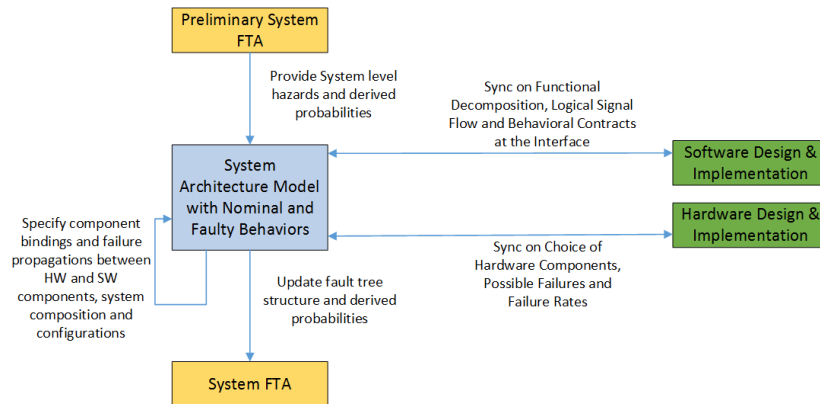 Preliminary System
FTA
Provide System level
hazards and derived
probabilities
Sync on Functional
Decomposition, Logical Signal
Flow and Behavioral Contracts
at the Interface
System
Architecture Model
with Nominal and
Faulty Behaviors
Software Design &
Implementation
Hardware Design &
Implementation
Specify component
bindings and failure
propagations between
HW and SW
components, system
composition and
configurations
Sync on Choice of
Hardware Components,
Possible Failures and
Failure Rates
Update fault tree
structure and derived
probabilities
System FTA